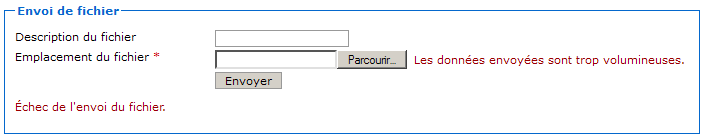 Envoi de fichier
Description du fichier
Emplacement du fichier * Parcourir... Les données envoyées sont trop volumineuses.
Envoyer
Échec de l'envoi du fichier.